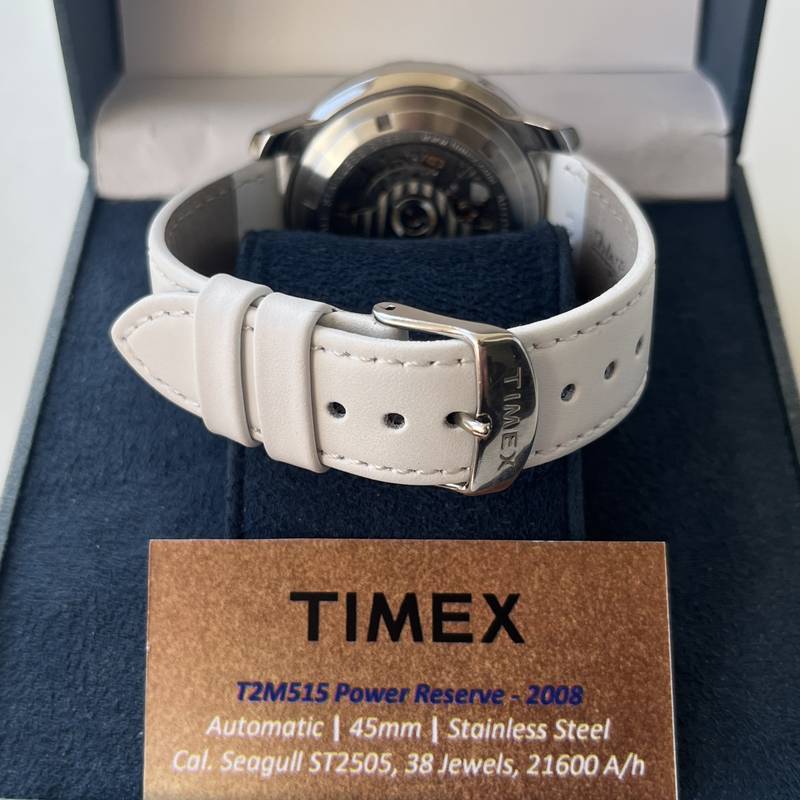 TIMEX
TIMEX
T2M515 Power Reserve - 2008
Automatic | 45mm | Stainless Steel
Cal. Seagull ST2505, 38 Jewels, 21600 A/h